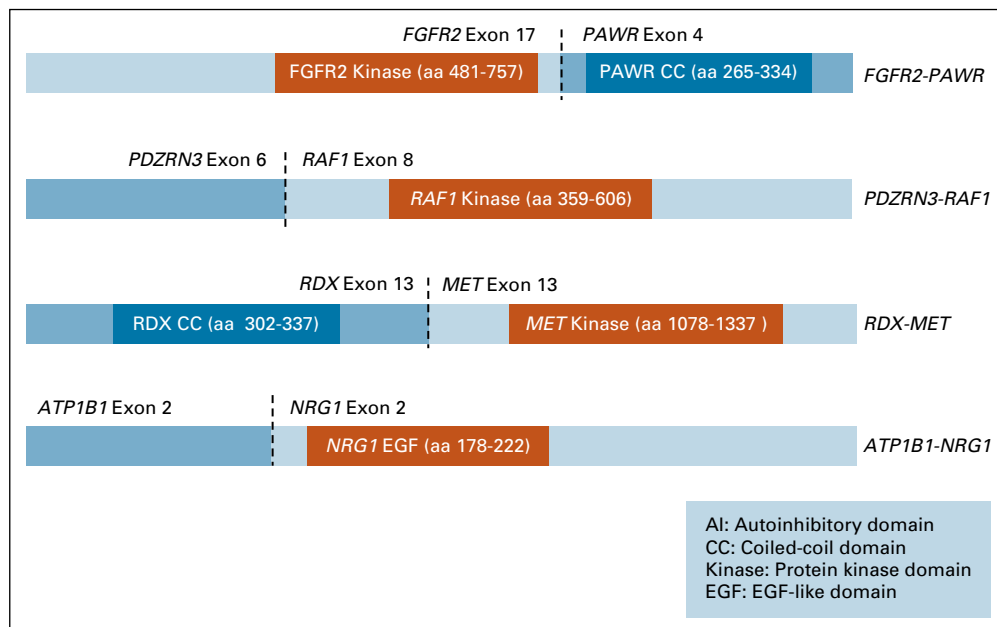 FGFR2 Exon 17 PAWR Exon 4
FGFR2 Kinase (aa 481-757) PAWR CC (aa 265-334) FGFR2-PAWR
PDZRN3 Exon 6 RAF1 Exon 8
RAF1 Kinase (aa 359-606) PDZRN3-RAF1
RDX Exon 13 MET Exon 13
RDX CC (aa 302-337) MET Kinase (aa 1078-1337 ) RDX-MET
ATP1B1 Exon 2 NRG1 Exon 2
NRG1 EGF (aa 178-222) ATP1B1-NRG1
AI: Autoinhibitory domain
CC: Coiled-coil domain
Kinase: Protein kinase domain
EGF: EGF-like domain